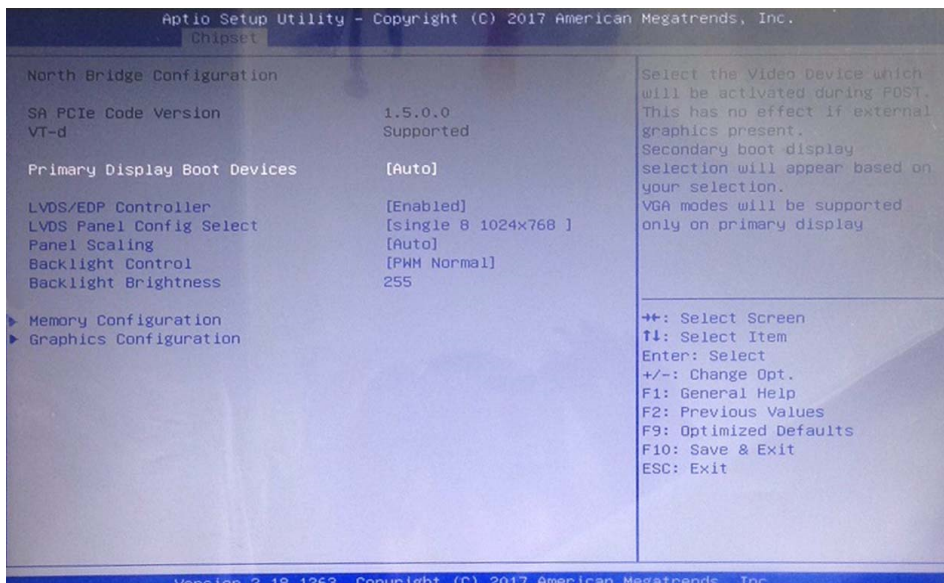 Aptio Setup Utility - Copyright (C) 2017 American Megatrends, Inc.
Chipset
North Bridge Configuration
SA PCIe Code Version 1.5.0.0
VT-d Supported
Primary Display Boot Devices [Auto]
LVDS/EDP Controller [Enabled]
LVDS Panel Config Select [single 8 1024x768 ]
Panel Scaling [Auto]
Backlight Control [PWM Normal]
Backlight Brightness 255
Memory Configuration
Graphics Configuration
Select the Video Device which
will be activated during POST.
This has no effect if external
graphics present.
Secondary boot display
selection will appear based on
your selection.
VGA modes will be supported
only on primary display
→←: Select Screen
↑↓: Select Item
Enter: Select
+/-: Change Opt.
F1: General Help
F2: Previous Values
F9: Optimized Defaults
F10: Save & Exit
ESC: Exit
Version 2.18.1263. Copyright (C) 2017 American Megatrends, Inc.